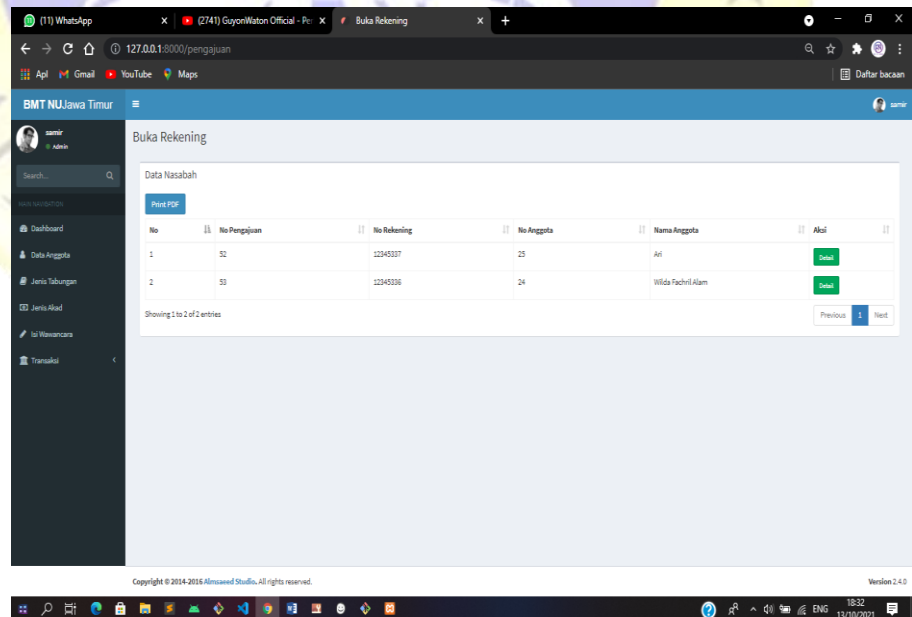 (11) WhatsApp
(2741) GuyonWaton Official - Per
Buka Rekening
127.0.0.1:8000/pengajuan
Apl Gmail YouTube Maps Daftar bacaan
BMT NUJawa Timur
samir
samir
Admin
Buka Rekening
Search...
MAIN NAVIGATION
Dashboard
Data Anggota
Jenis Tabungan
Jenis Akad
Isi Wawancara
Transaksi
Data Nasabah
Print PDF
No No Pengajuan No Rekening No Anggota Nama Anggota Aksi
1 52 12345337 25 Ari Detail
2 53 12345336 24 Wilda Fachril Alam Detail
Showing 1 to 2 of 2 entries
Previous 1 Next
Copyright © 2014-2016 Almsaeed Studio. All rights reserved.
Version 2.4.0
ENG
18:32
13/10/2021